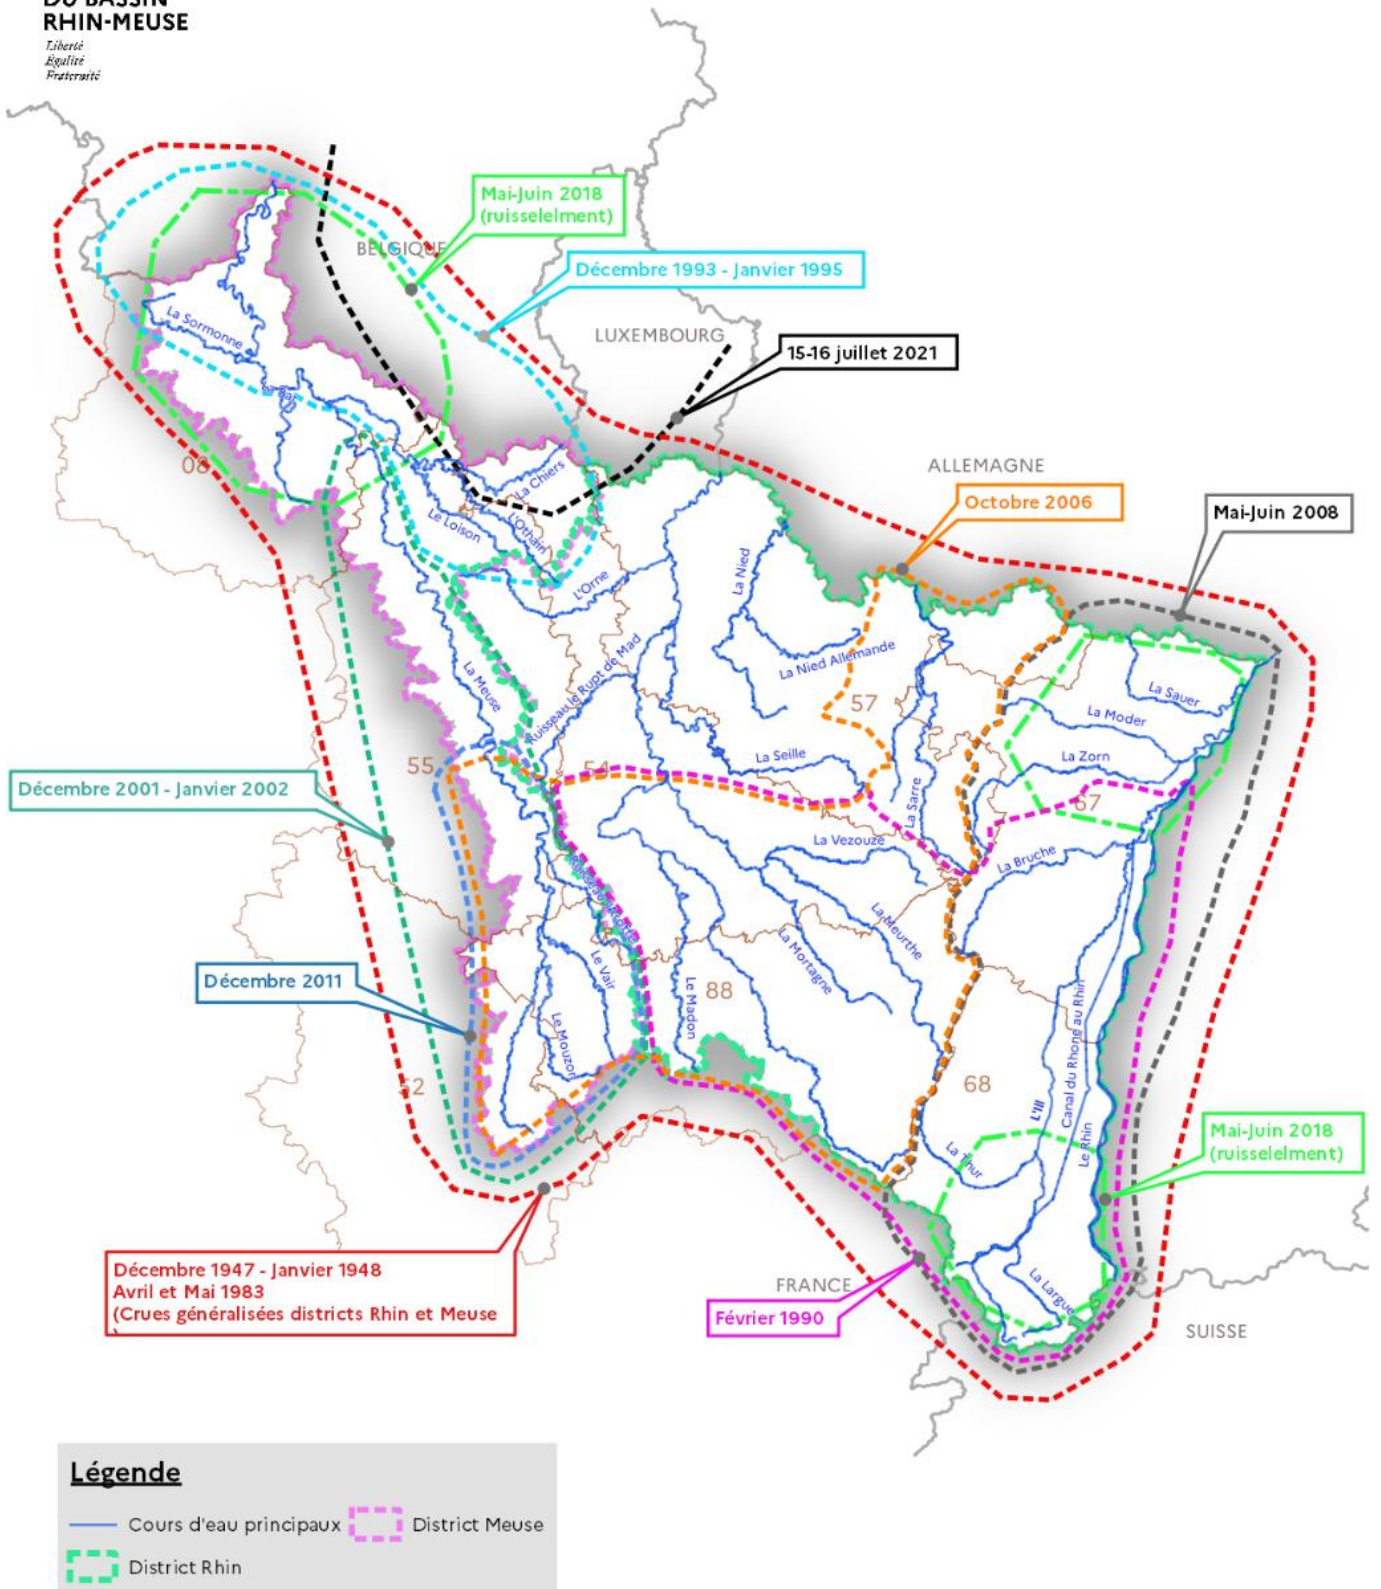 DU BASSIN
RHIN-MEUSE
Liberté
Égalité
Fraternité
Mai-Juin 2018
(ruisselelment)
BELGIQUE
Décembre 1993 - Janvier 1995
La Sormonne
LUXEMBOURG
15-16 juillet 2021
08
ALLEMAGNE
La Chiers
Octobre 2006
Mai-Juin 2008
Le Loison
L'Othain
La Nied
L'Orne
La Nied Allemande
La Meuse
Ruisseau le Rupt de Mad
57
La Sauer
La Moder
55
54
La Seille
La Zorn
Décembre 2001 - Janvier 2002
67
La Sarre
La Vezouze
La Bruche
La Meurthe
La Mortagne
Le Vair
Décembre 2011
Le Madon
88
Le Mouzon
52
68
L'Ill
Canal du Rhone au Rhin
Le Rhin
La Thur
Mai-Juin 2018
(ruisselelment)
Décembre 1947 - Janvier 1948
Avril et Mai 1983
(Crues généralisées districts Rhin et Meuse
)
FRANCE
La Largue
Février 1990
SUISSE
Légende
Cours d'eau principaux
District Meuse
District Rhin